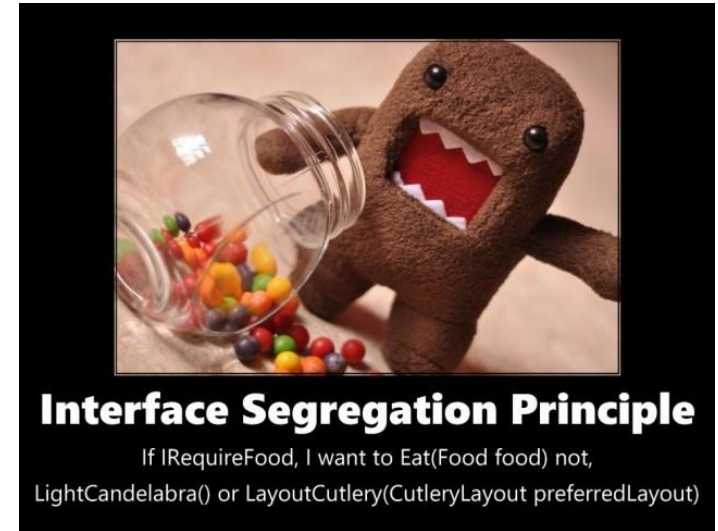 Interface Segregation Principle
If IRequireFood, I want to Eat(Food food) not,
LightCandelabra() or LayoutCutlery(CutleryLayout preferredLayout)